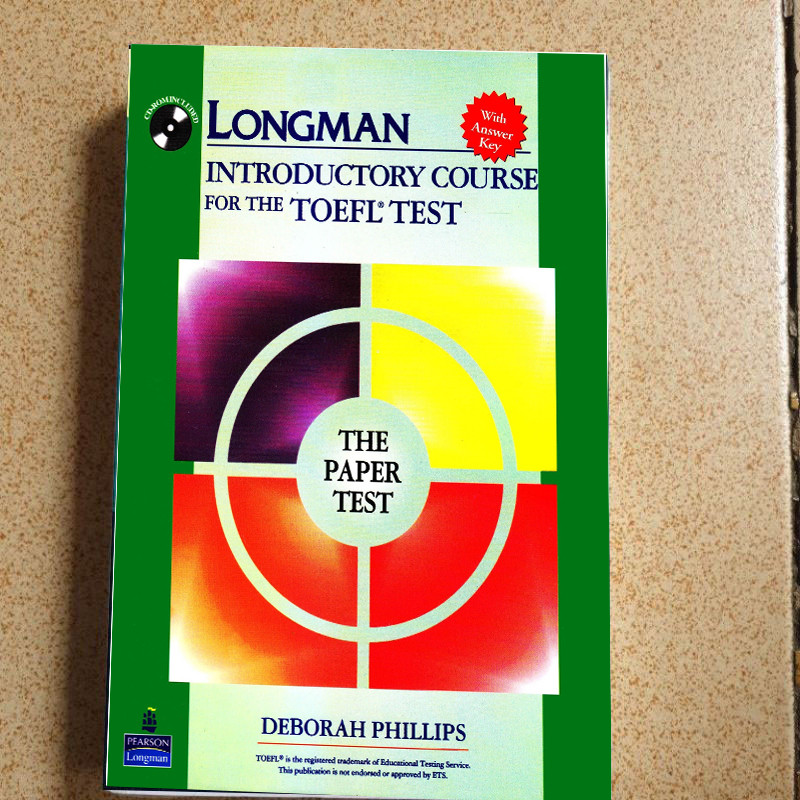 CD-ROM INCLUDED
LONGMAN
With
Answer
Key
INTRODUCTORY COURSE
FOR THE TOEFL® TEST
THE
PAPER
TEST
DEBORAH PHILLIPS
PEARSON
Longman
TOEFL® is the registered trademark of Educational Testing Service.
This publication is not endorsed or approved by ETS.